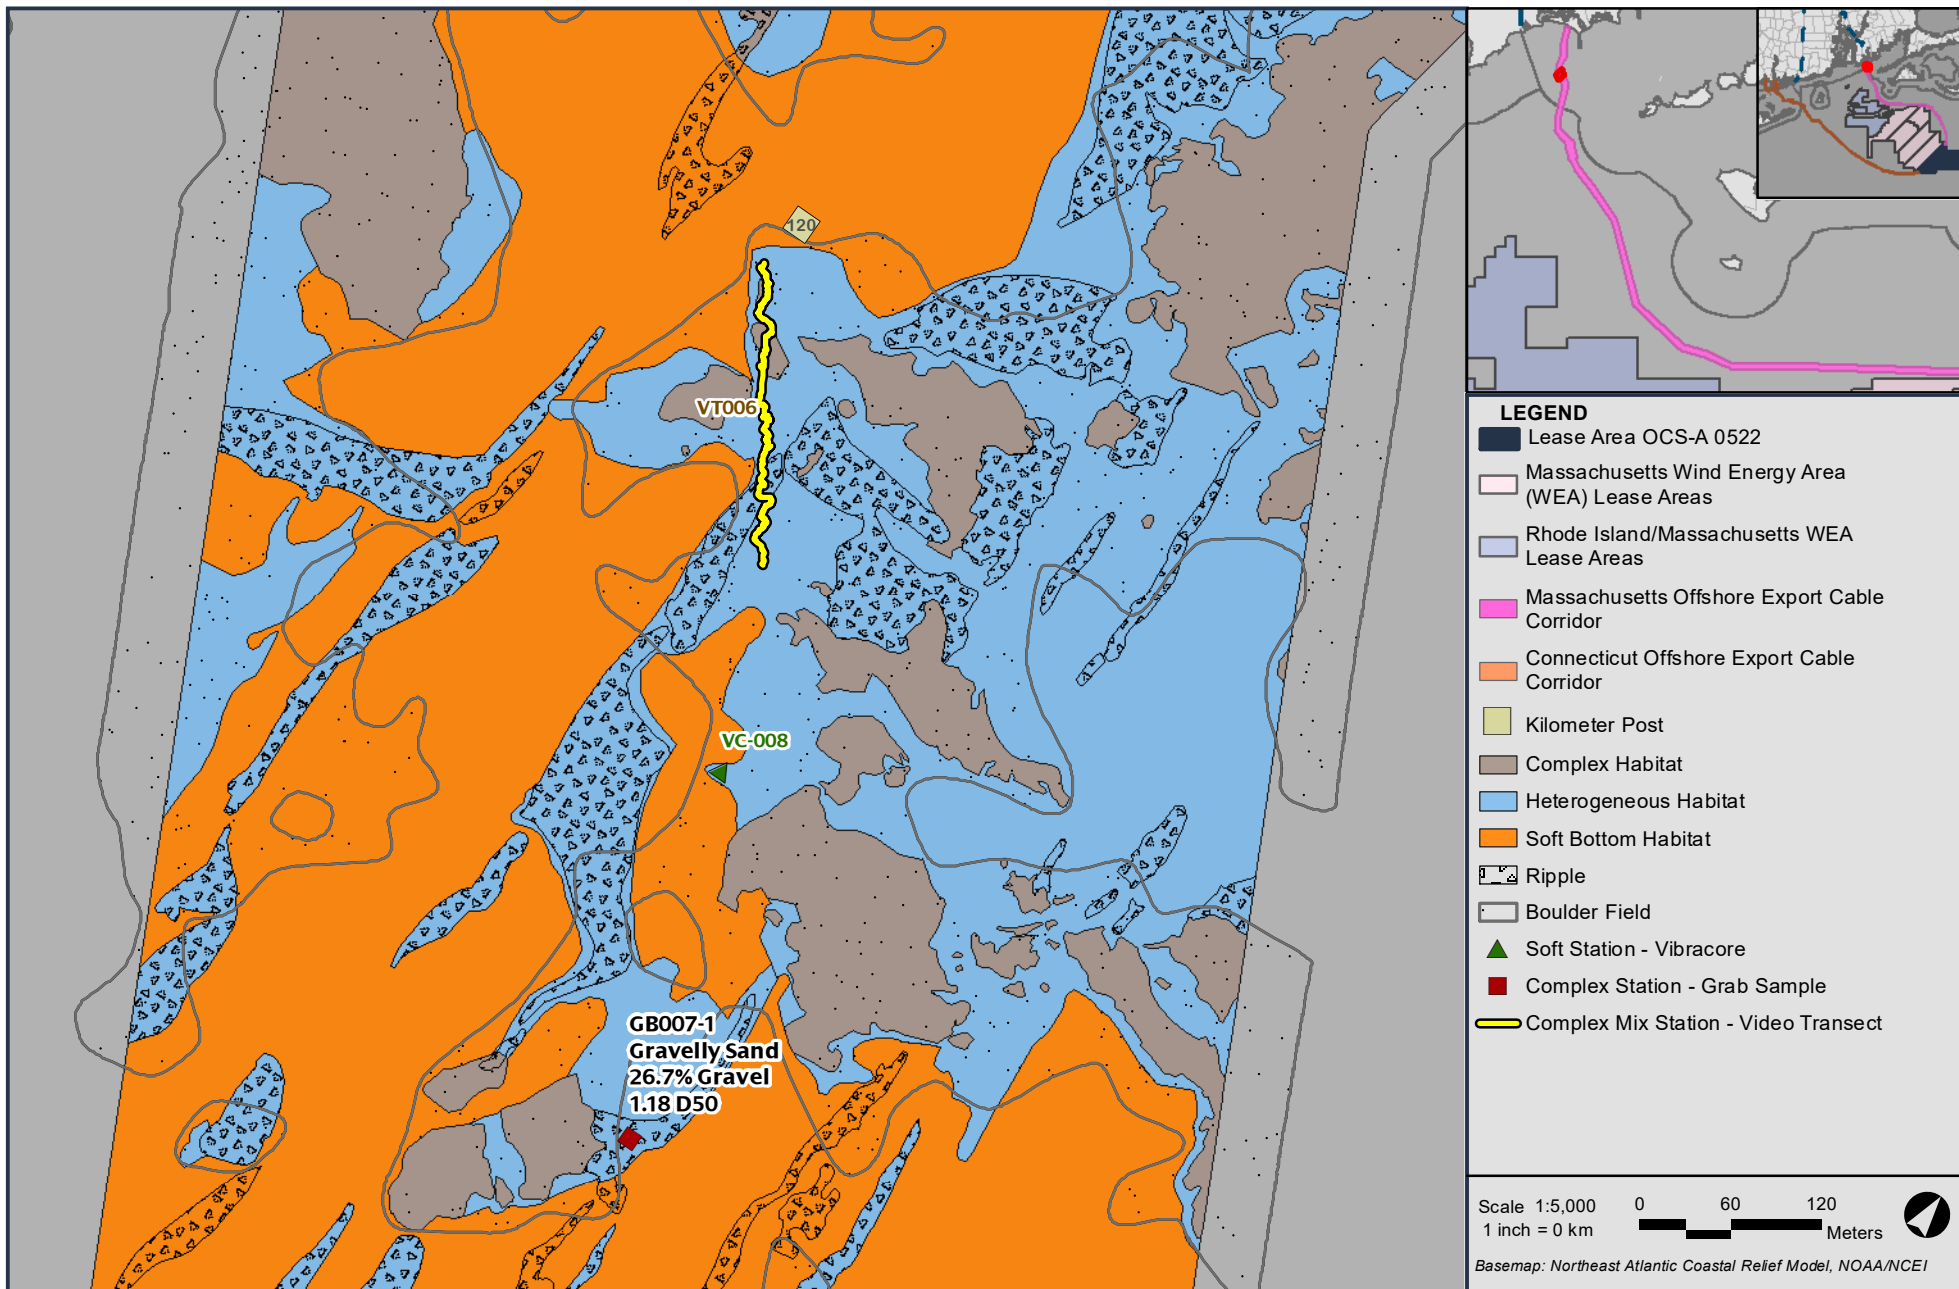 120
VT006
VC-008
GB007-1
Gravelly Sand
26.7% Gravel
1.18 D50
LEGEND
Lease Area OCS-A 0522
Massachusetts Wind Energy Area
(WEA) Lease Areas
Rhode Island/Massachusetts WEA
Lease Areas
Massachusetts Offshore Export Cable
Corridor
Connecticut Offshore Export Cable
Corridor
Kilometer Post
Complex Habitat
Heterogeneous Habitat
Soft Bottom Habitat
Ripple
Boulder Field
Soft Station - Vibracore
Complex Station - Grab Sample
Complex Mix Station - Video Transect
Scale 1:5,000
1 inch = 0 km
0 60 120
Meters
Basemap: Northeast Atlantic Coastal Relief Model, NOAA/NCEI